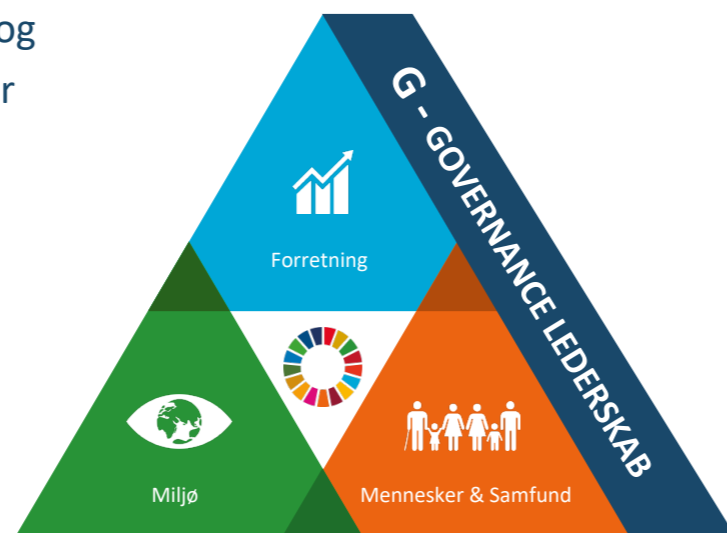 og
r
G - GOVERNANCE LEDERSKAB
Forretning
Miljø
Mennesker & Samfund